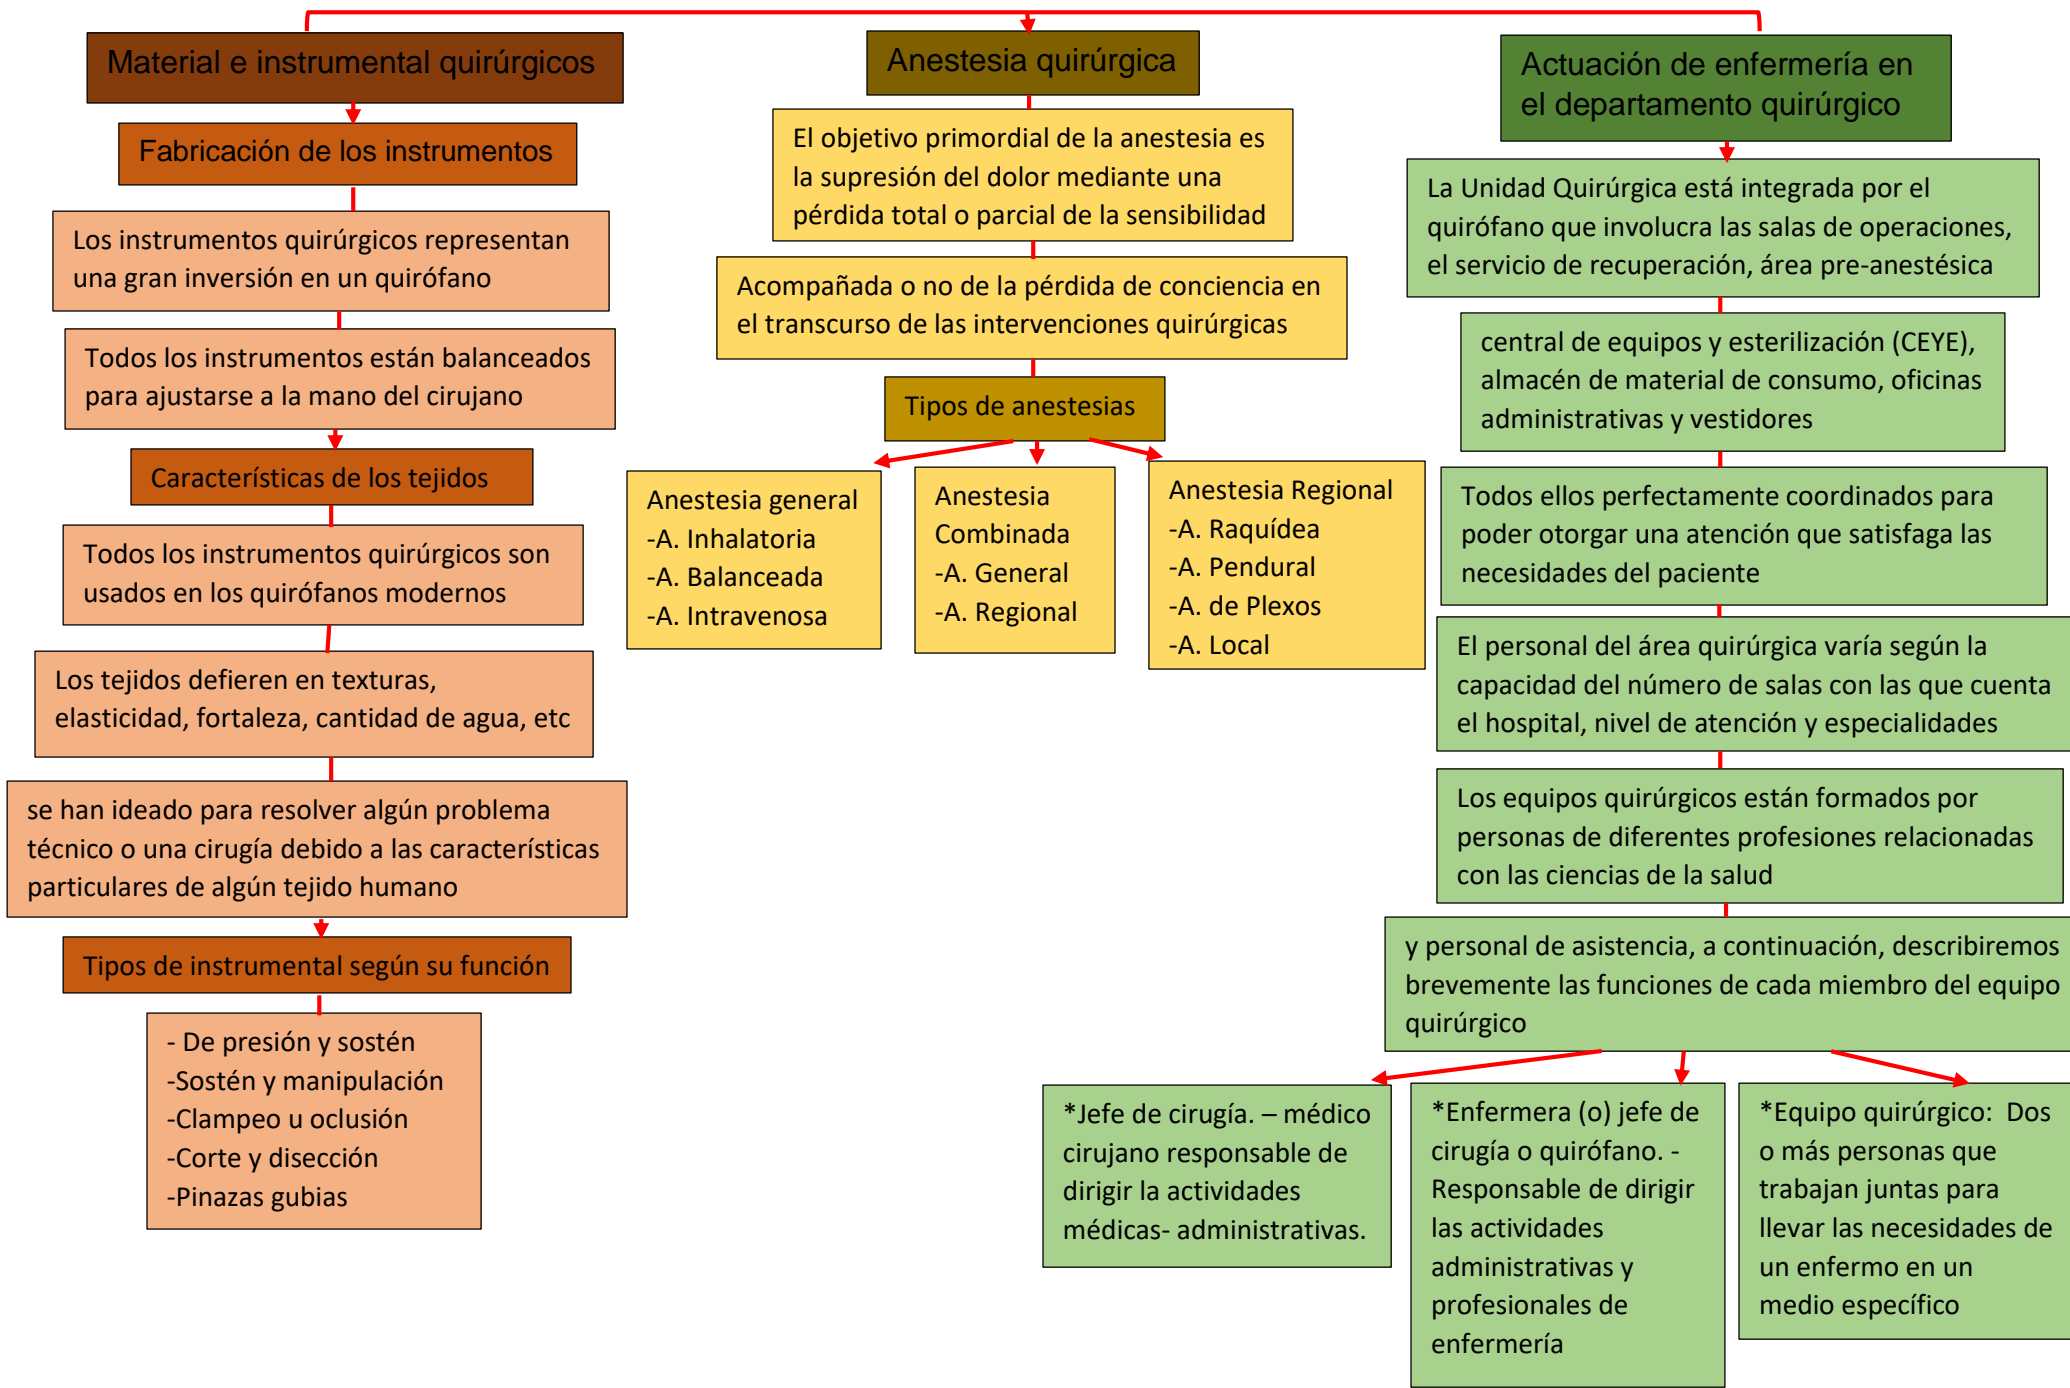 Material e instrumental quirúrgicos
Fabricación de los instrumentos
Los instrumentos quirúrgicos representan
una gran inversión en un quirófano
Todos los instrumentos están balanceados
para ajustarse a la mano del cirujano
Características de los tejidos
Todos los instrumentos quirúrgicos son
usados en los quirófanos modernos
Los tejidos defieren en texturas,
elasticidad, fortaleza, cantidad de agua, etc
se han ideado para resolver algún problema
técnico o una cirugía debido a las características
particulares de algún tejido humano
Tipos de instrumental según su función
- De presión y sostén
-Sostén y manipulación
-Clampeo u oclusión
-Corte y disección
-Pinazas gubias
Anestesia quirúrgica
El objetivo primordial de la anestesia es
la supresión del dolor mediante una
pérdida total o parcial de la sensibilidad
Acompañada o no de la pérdida de conciencia en
el transcurso de las intervenciones quirúrgicas
Tipos de anestesias
Anestesia general
-A. Inhalatoria
-A. Balanceada
-A. Intravenosa
Anestesia
Combinada
-A. General
-A. Regional
Anestesia Regional
-A. Raquídea
-A. Pendural
-A. de Plexos
-A. Local
Actuación de enfermería en
el departamento quirúrgico
La Unidad Quirúrgica está integrada por el
quirófano que involucra las salas de operaciones,
el servicio de recuperación, área pre-anestésica
central de equipos y esterilización (CEYE),
almacén de material de consumo, oficinas
administrativas y vestidores
Todos ellos perfectamente coordinados para
poder otorgar una atención que satisfaga las
necesidades del paciente
El personal del área quirúrgica varía según la
capacidad del número de salas con las que cuenta
el hospital, nivel de atención y especialidades
Los equipos quirúrgicos están formados por
personas de diferentes profesiones relacionadas
con las ciencias de la salud
y personal de asistencia, a continuación, describiremos
brevemente las funciones de cada miembro del equipo
quirúrgico
*Jefe de cirugía. – médico
cirujano responsable de
dirigir la actividades
médicas- administrativas.
*Enfermera (o) jefe de
cirugía o quirófano. -
Responsable de dirigir
las actividades
administrativas y
profesionales de
enfermería
*Equipo quirúrgico:  Dos
o más personas que
trabajan juntas para
llevar las necesidades de
un enfermo en un
medio específico